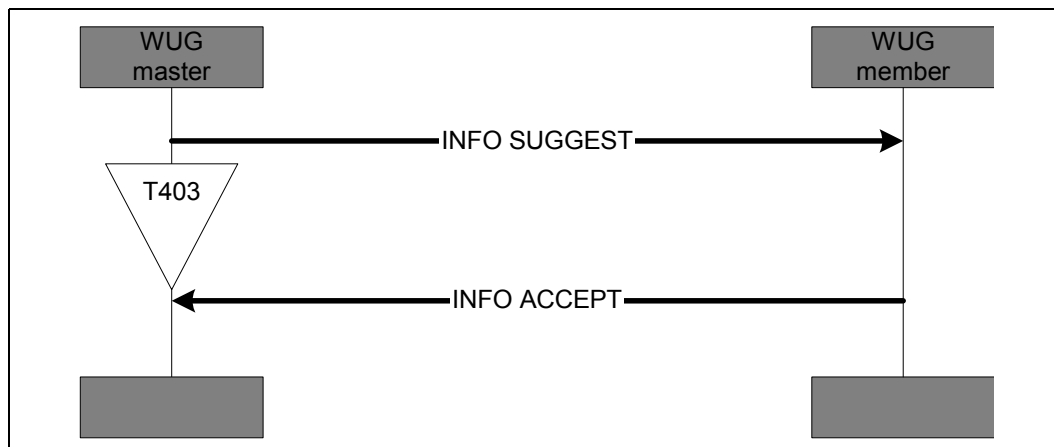 WUG
master
WUG
member
INFO SUGGEST
T403
INFO ACCEPT